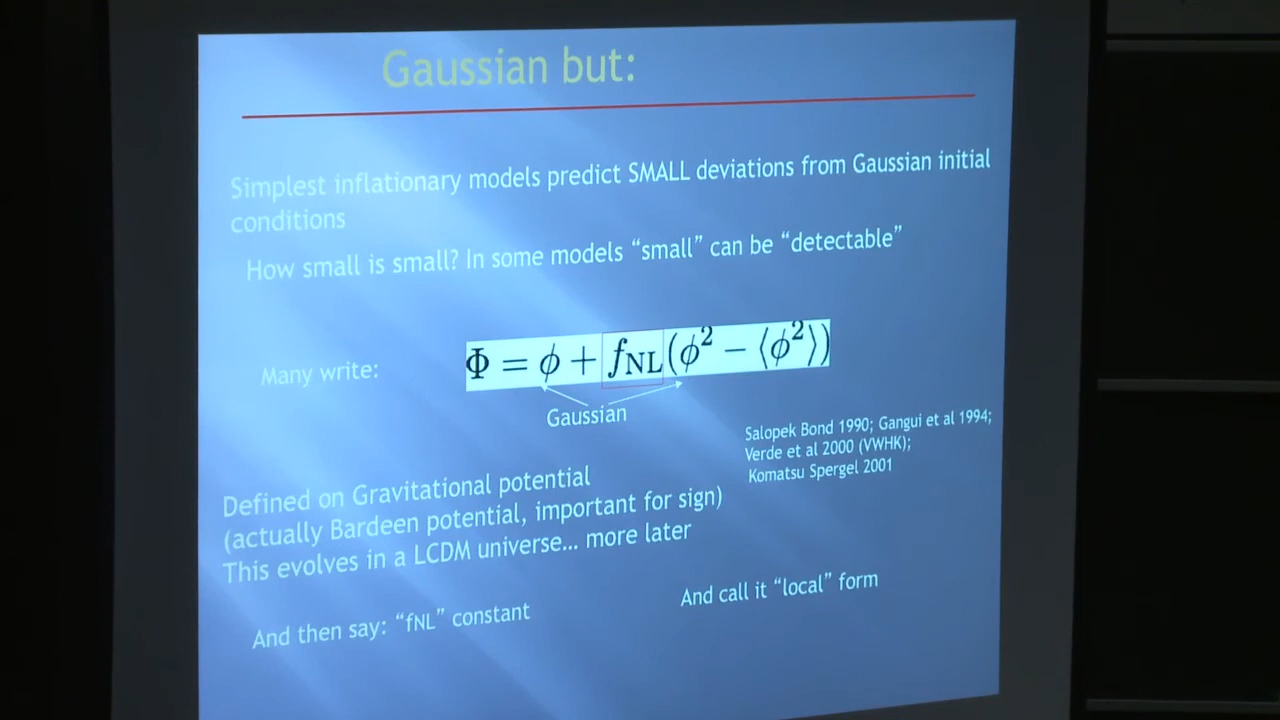 Gaussian but:
Simplest inflationary models predict SMALL deviations from Gaussian initial
conditions
How small is small? In some models “small” can be “detectable”
Many write:
Φ = ϕ + fNL(ϕ² − ⟨ϕ²⟩)
Gaussian
Salopek Bond 1990; Gangui et al 1994;
Verde et al 2000 (VWHK);
Komatsu Spergel 2001
Defined on Gravitational potential
(actually Bardeen potential, important for sign)
This evolves in a LCDM universe... more later
And call it “local” form
And then say: “fNL” constant